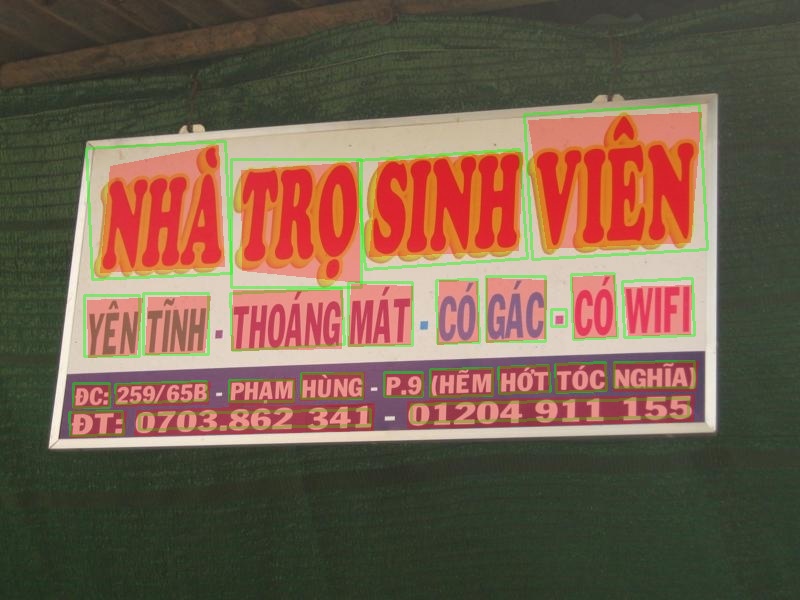 NHÀ TRỌ SINH VIÊN
YÊN TĨNH - THOÁNG MÁT - CÓ GÁC - CÓ WIFI
ĐC: 259/65B - PHẠM HÙNG - P.9 (HẼM HỚT TÓC NGHĨA)
ĐT: 0703.862 341 - 01204 911 155